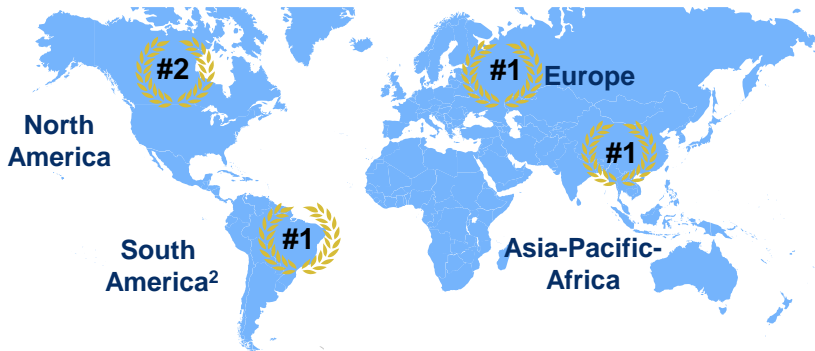 #2
North
America
#1
Europe
#1
Asia-Pacific-
Africa
#1
South
America²